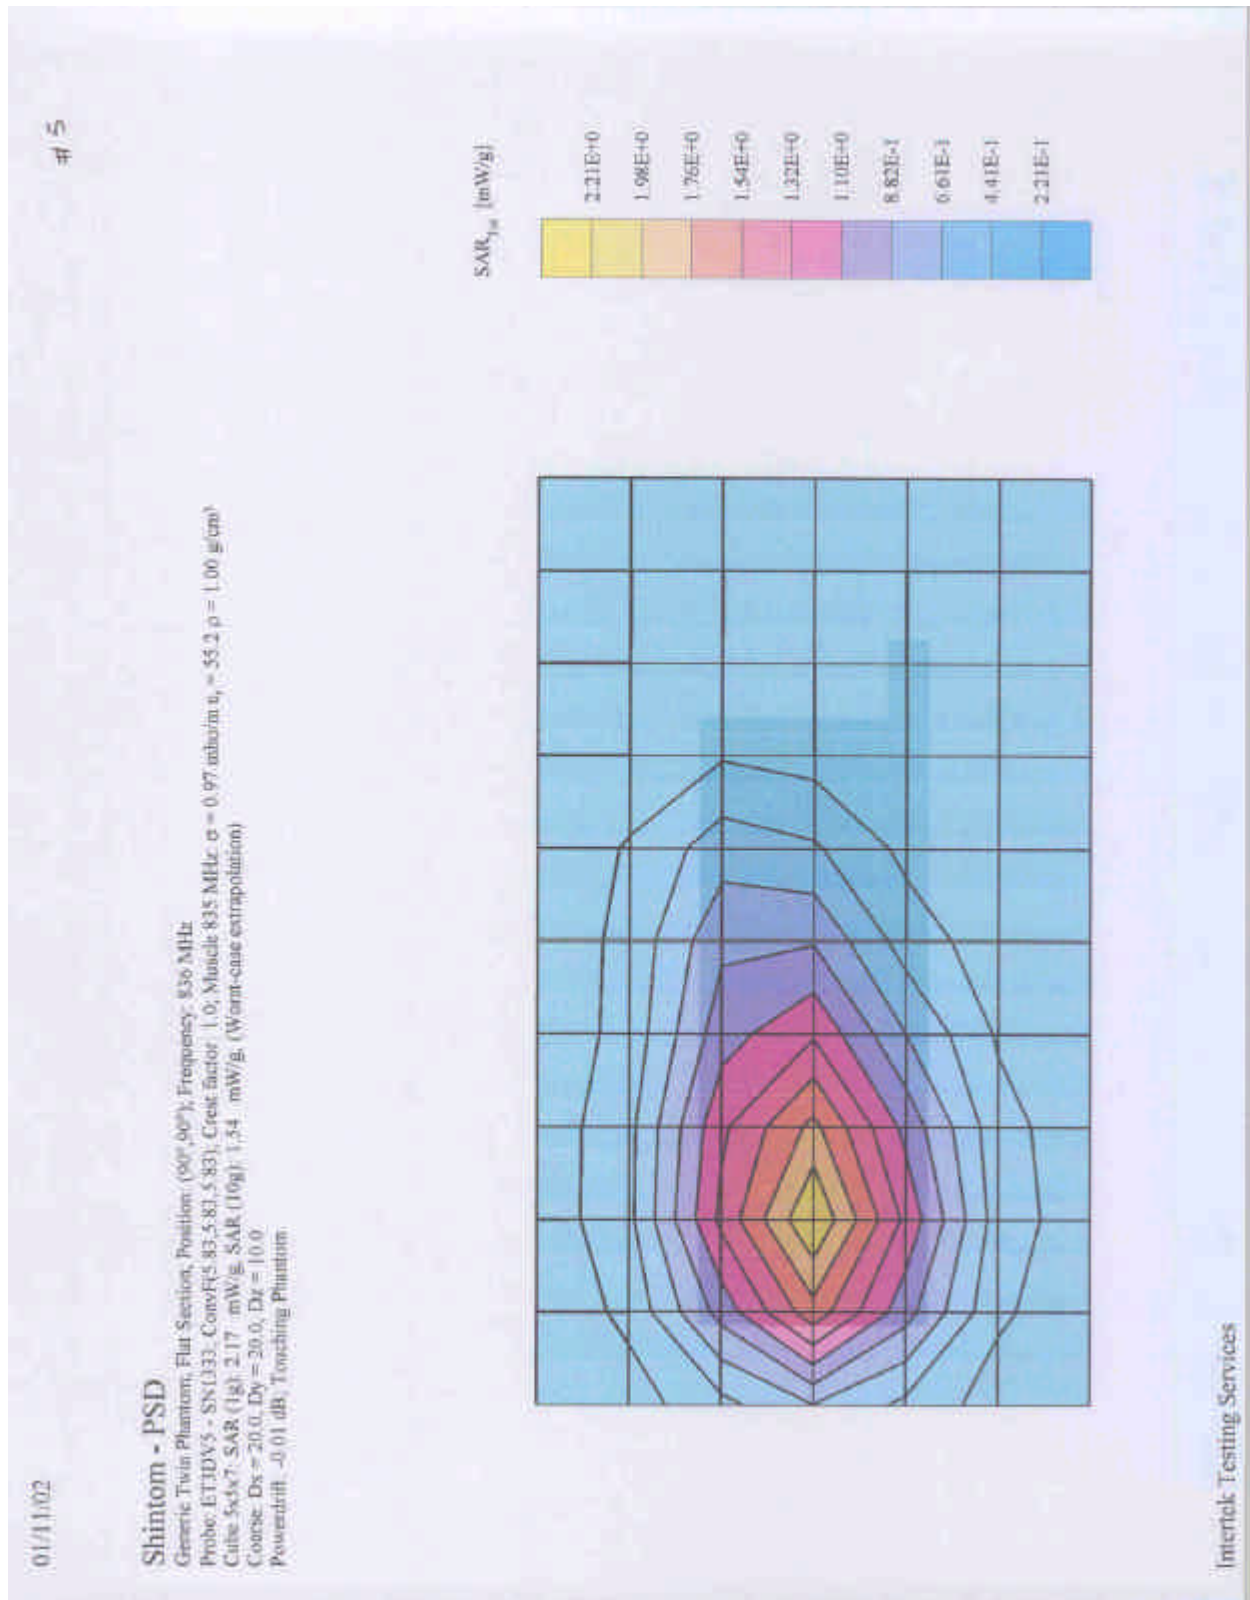 01/11/02
#5
Shintom - PSD
Generic Twin Phantom; Flat Section; Position: (90°,90°); Frequency: 836 MHz
Probe: ET3DV5 - SN1333; ConvF(5.83,5.83,5.83); Crest factor: 1.0; Muscle 835 MHz: σ = 0.97 mho/m εr = 55.2 ρ = 1.00 g/cm³
Cube 5x5x7: SAR (1g): 2.17 mW/g, SAR (10g): 1.54 mW/g, (Worst-case extrapolation)
Coarse: Dx = 20.0, Dy = 20.0, Dz = 10.0
Powerdrift: -0.01 dB; Touching Phantom
SAR [mW/g]
2.21E+0
1.98E+0
1.76E+0
1.54E+0
1.32E+0
1.10E+0
8.82E-1
6.61E-1
4.41E-1
2.21E-1
Intertek Testing Services